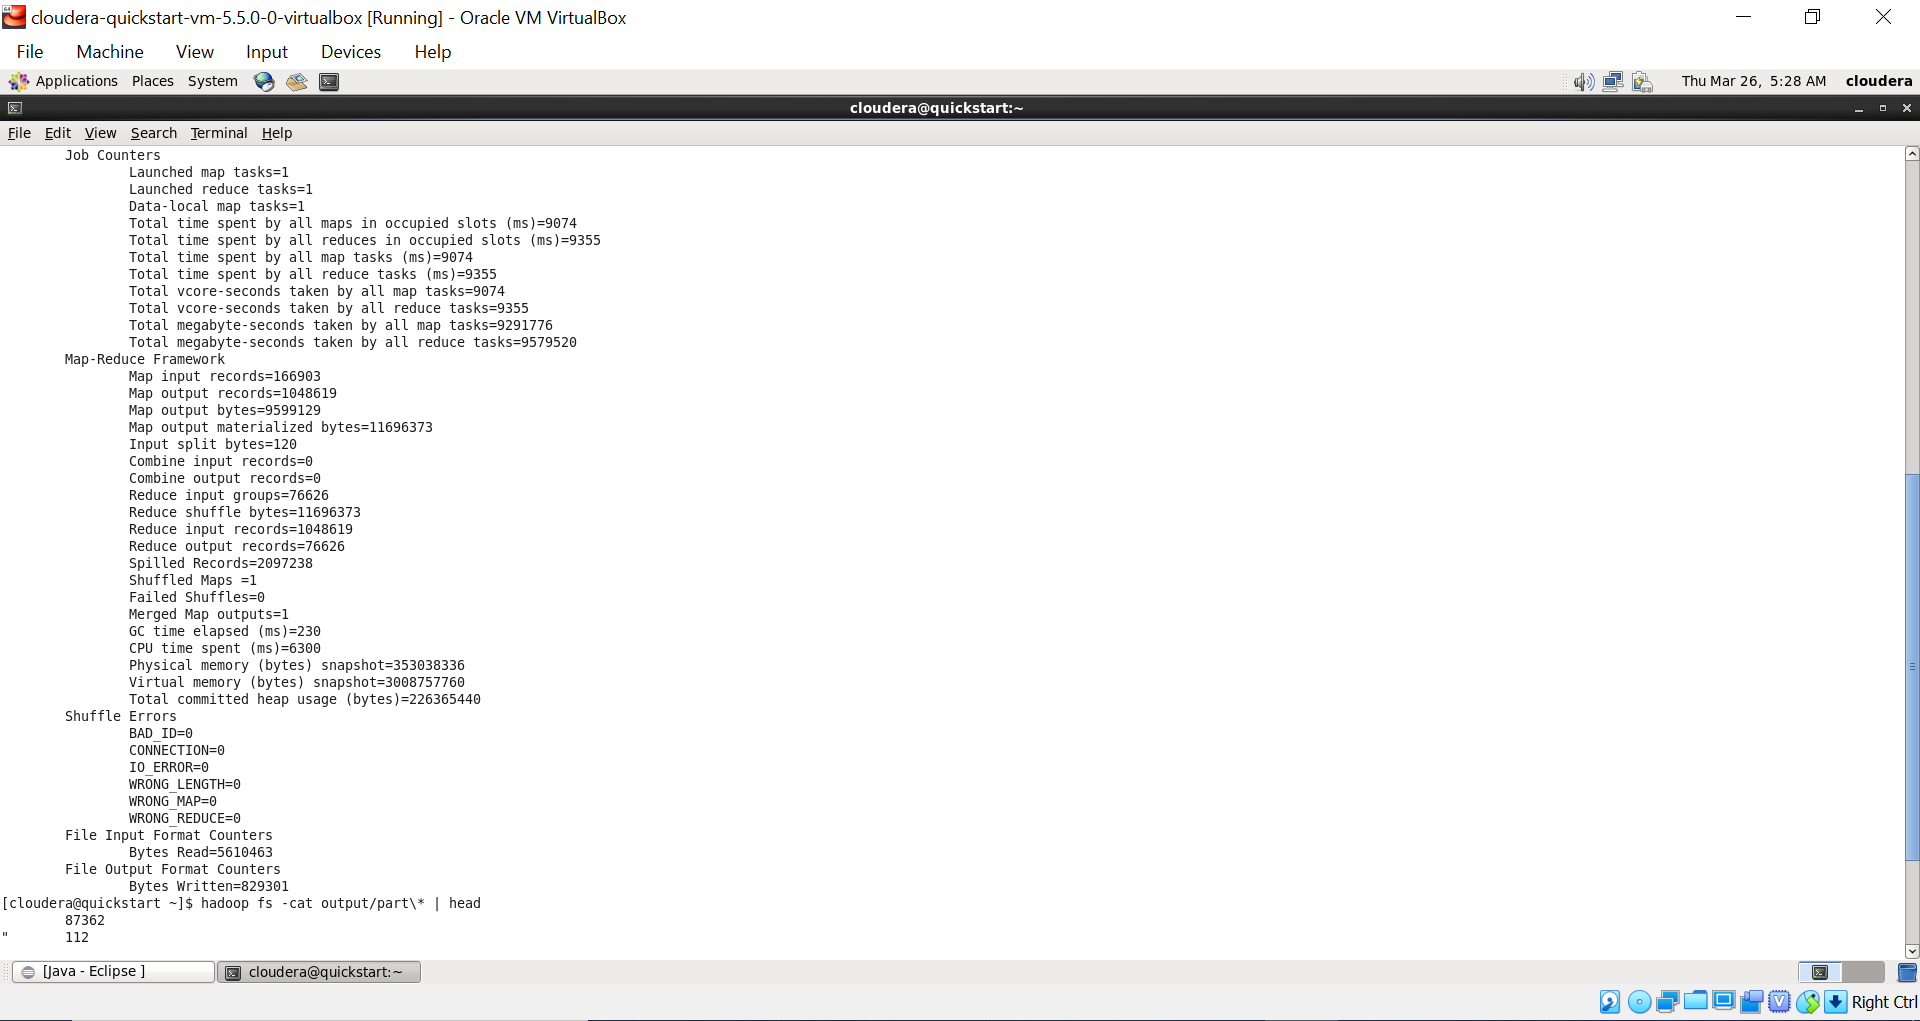 cloudera-quickstart-vm-5.5.0-0-virtualbox [Running] - Oracle VM VirtualBox
File Machine View Input Devices Help
Applications Places System Thu Mar 26, 5:28 AM cloudera
cloudera@quickstart:~
File Edit View Search Terminal Help
Job Counters
Launched map tasks=1
Launched reduce tasks=1
Data-local map tasks=1
Total time spent by all maps in occupied slots (ms)=9074
Total time spent by all reduces in occupied slots (ms)=9355
Total time spent by all map tasks (ms)=9074
Total time spent by all reduce tasks (ms)=9355
Total vcore-seconds taken by all map tasks=9074
Total vcore-seconds taken by all reduce tasks=9355
Total megabyte-seconds taken by all map tasks=9291776
Total megabyte-seconds taken by all reduce tasks=9579520
Map-Reduce Framework
Map input records=166903
Map output records=1048619
Map output bytes=9599129
Map output materialized bytes=11696373
Input split bytes=120
Combine input records=0
Combine output records=0
Reduce input groups=76626
Reduce shuffle bytes=11696373
Reduce input records=1048619
Reduce output records=76626
Spilled Records=2097238
Shuffled Maps =1
Failed Shuffles=0
Merged Map outputs=1
GC time elapsed (ms)=230
CPU time spent (ms)=6300
Physical memory (bytes) snapshot=353038336
Virtual memory (bytes) snapshot=3008757760
Total committed heap usage (bytes)=226365440
Shuffle Errors
BAD_ID=0
CONNECTION=0
IO_ERROR=0
WRONG_LENGTH=0
WRONG_MAP=0
WRONG_REDUCE=0
File Input Format Counters
Bytes Read=5610463
File Output Format Counters
Bytes Written=829301
[cloudera@quickstart ~]$ hadoop fs -cat output/part\* | head
87362
" 112
[Java - Eclipse ] cloudera@quickstart:~
Right Ctrl